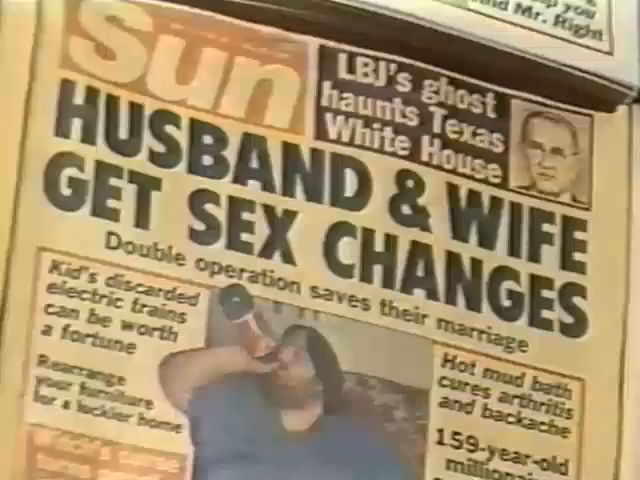 and Mr. Right
Sun
LBJ's ghost
haunts Texas
White House
HUSBAND & WIFE
GET SEX CHANGES
Double operation saves their marriage
Kid's discarded
electric trains
can be worth
a fortune
Rearrange
your furniture
for a luckier home
Hot mud bath
cures arthritis
and backache
159-year-old